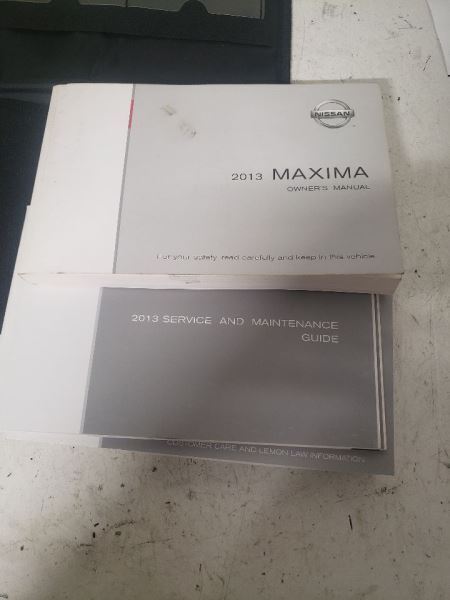 NISSAN
2013 MAXIMA
OWNER'S MANUAL
For your safety, read carefully and keep in this vehicle.
2013 SERVICE AND MAINTENANCE
GUIDE
CUSTOMER CARE AND LEMON LAW INFORMATION